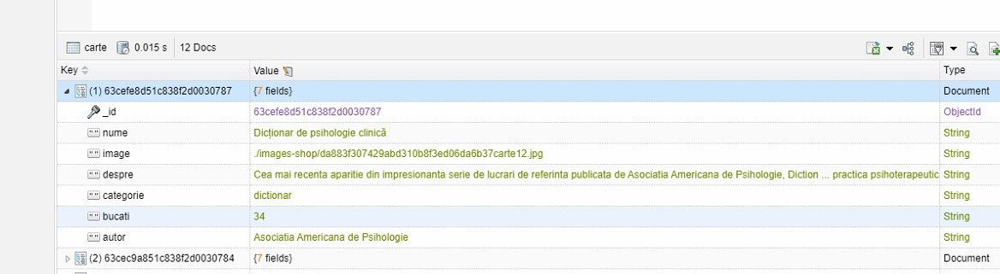 carte 0.015 s 12 Docs
Key Value Type
(1) 63cefe8d51c838f2d0030787 {7 fields} Document
_id 63cefe8d51c838f2d0030787 ObjectId
nume Dicționar de psihologie clinică String
image ./images-shop/da883f307429abd310b8f3ed06da6b37carte12.jpg String
despre Cea mai recenta aparitie din impresionanta serie de lucrari de referinta publicata de Asociatia Americana de Psihologie, Diction ... practica psihoterapeutic String
categorie dictionar String
bucati 34 String
autor Asociatia Americana de Psihologie String
(2) 63cec9a851c838f2d0030784 {7 fields} Document